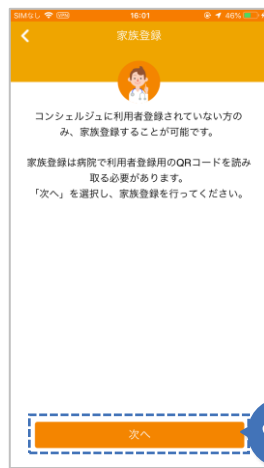 SIMなし 16:01 46%
家族登録
コンシェルジュに利用者登録されていない方の
み、家族登録することが可能です。
家族登録は病院で利用者登録用のQRコードを読み
取る必要があります。
「次へ」を選択し、家族登録を行ってください。
次へ